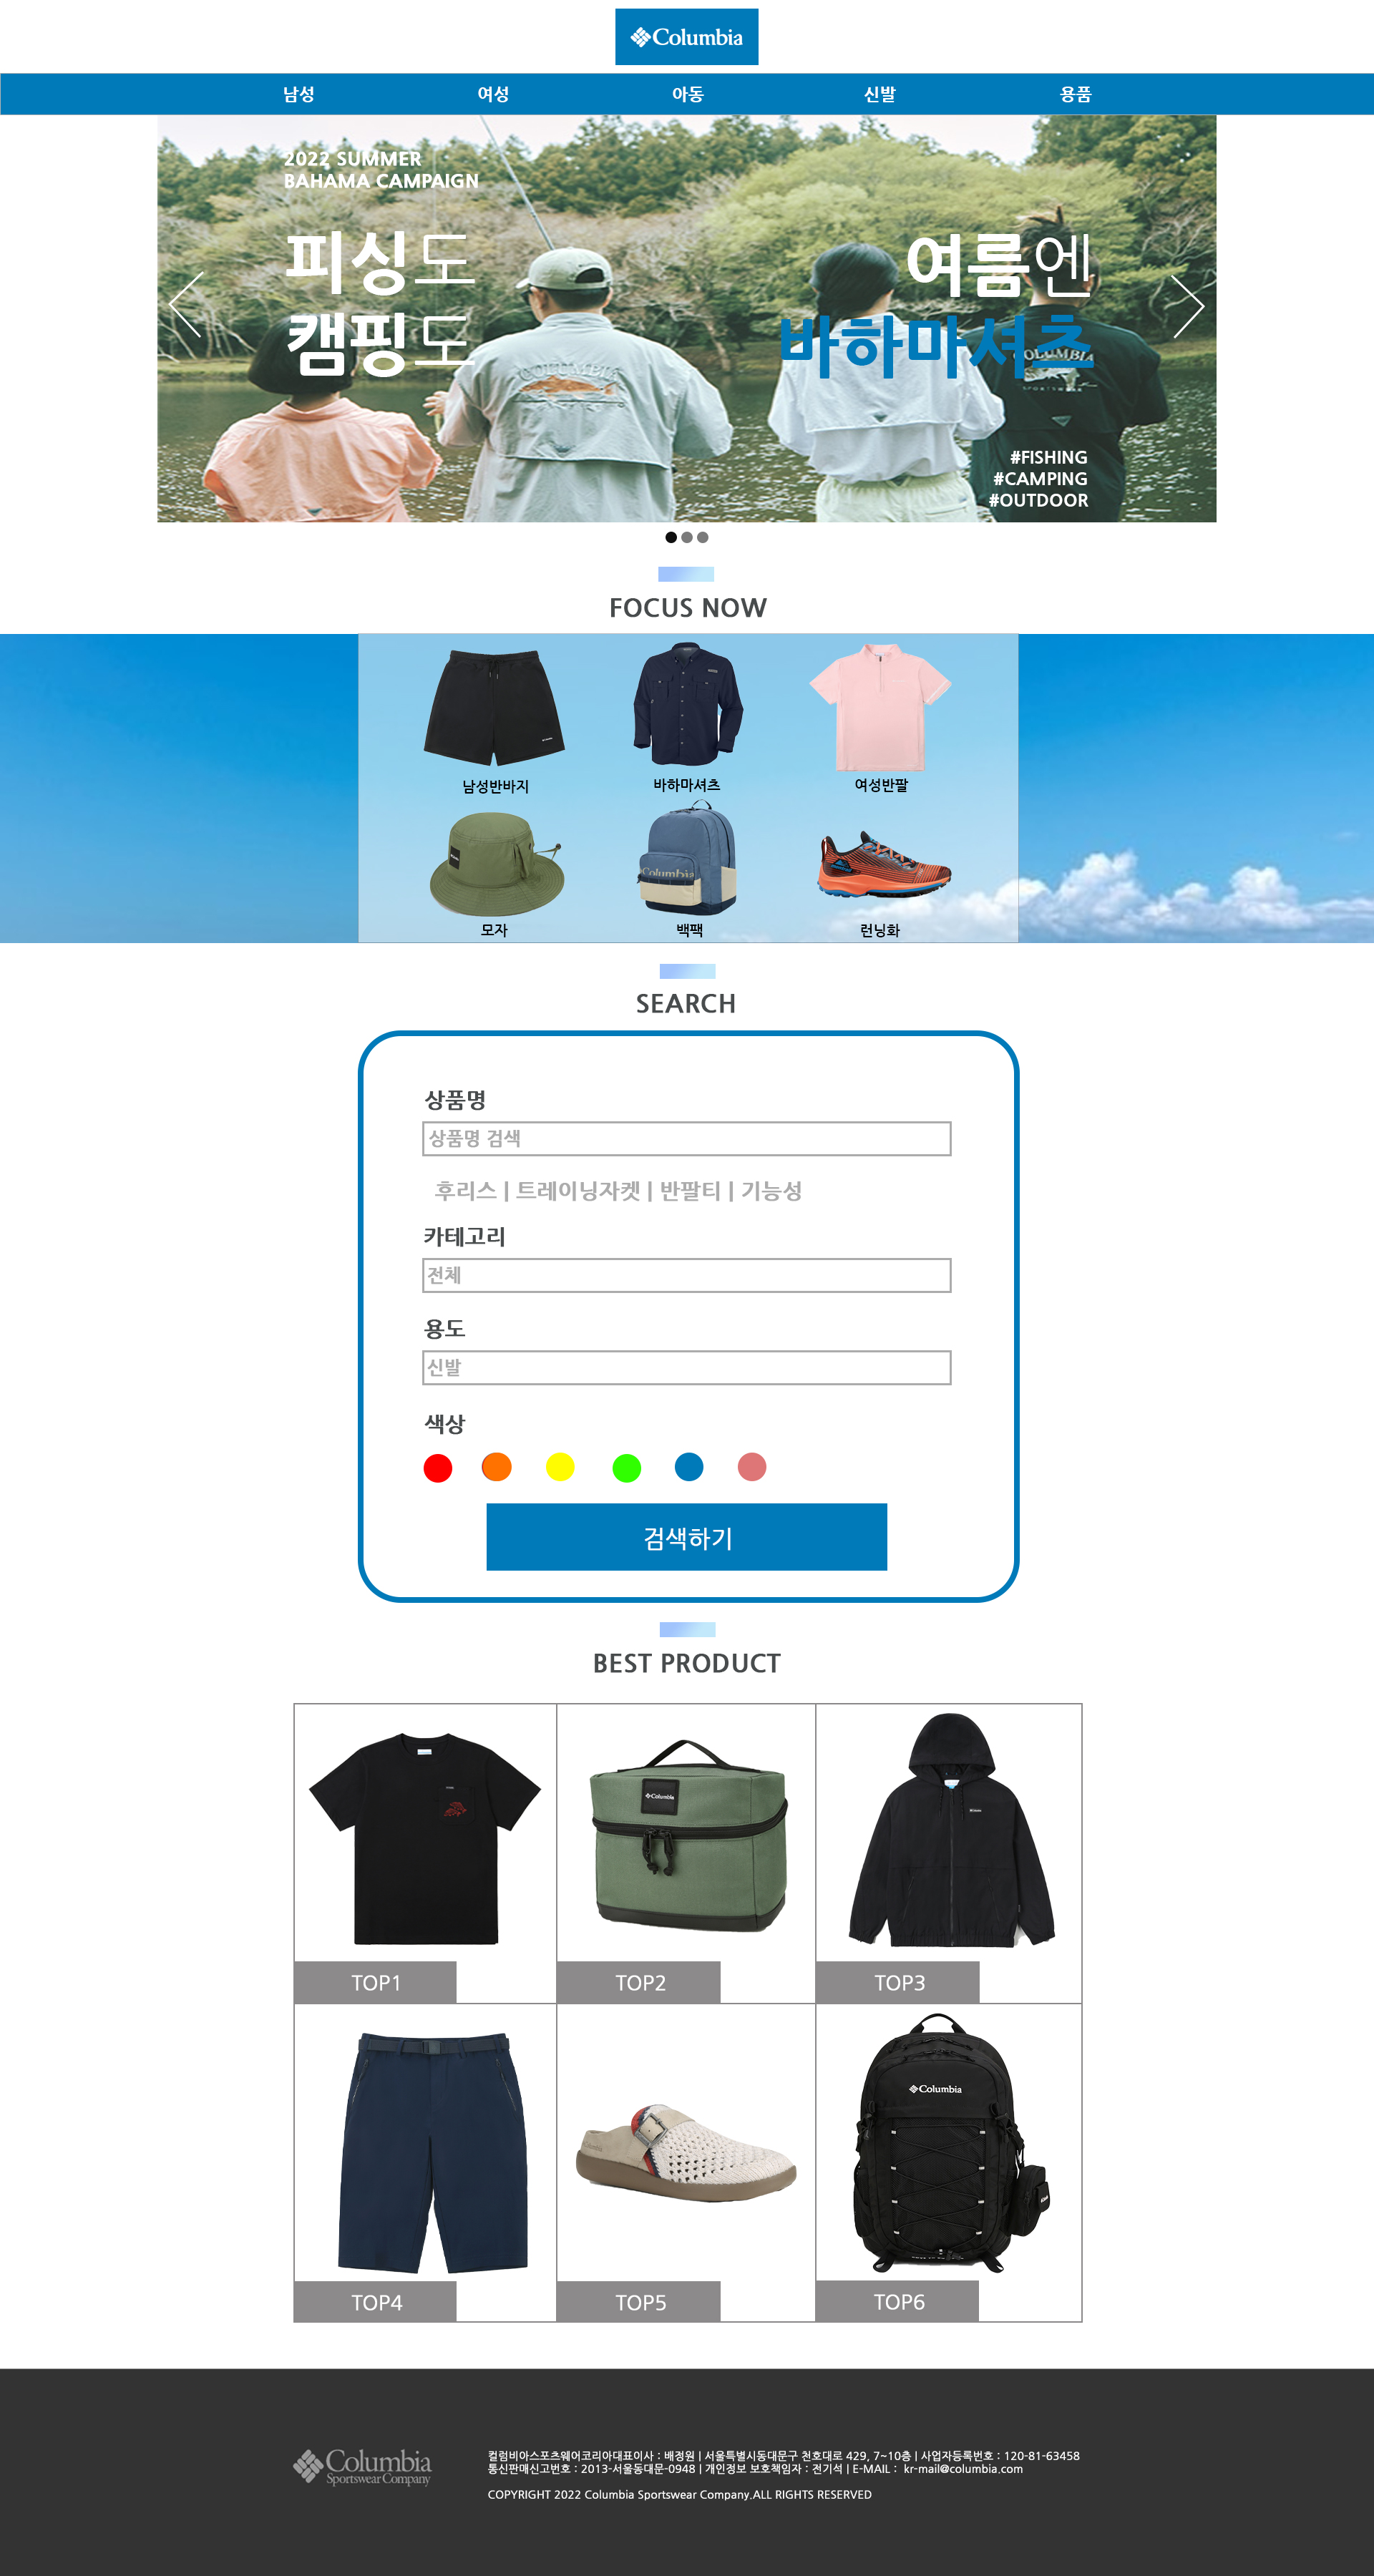 Columbia
남성 여성 아동 신발 용품
2022 SUMMER
BAHAMA CAMPAIGN
피싱도
캠핑도
여름엔
바하마셔츠
COLUMBIA
COLUMBIA
#FISHING
#CAMPING
#OUTDOOR
FOCUS NOW
남성반바지 바하마셔츠 여성반팔
Columbia
모자 백팩 런닝화
SEARCH
상품명
상품명 검색
후리스 | 트레이닝자켓 | 반팔티 | 기능성
카테고리
전체
용도
신발
색상
검색하기
BEST PRODUCT
Columbia
TOP1 TOP2 TOP3
Columbia
TOP4 TOP5 TOP6
Columbia
Sportswear Company
컬럼비아스포츠웨어코리아대표이사 : 배정원 | 서울특별시동대문구 천호대로 429, 7~10층 | 사업자등록번호 : 120-81-63458
통신판매신고번호 : 2013-서울동대문-0948 | 개인정보 보호책임자 : 전기석 | E-MAIL : kr-mail@columbia.com
COPYRIGHT 2022 Columbia Sportswear Company.ALL RIGHTS RESERVED